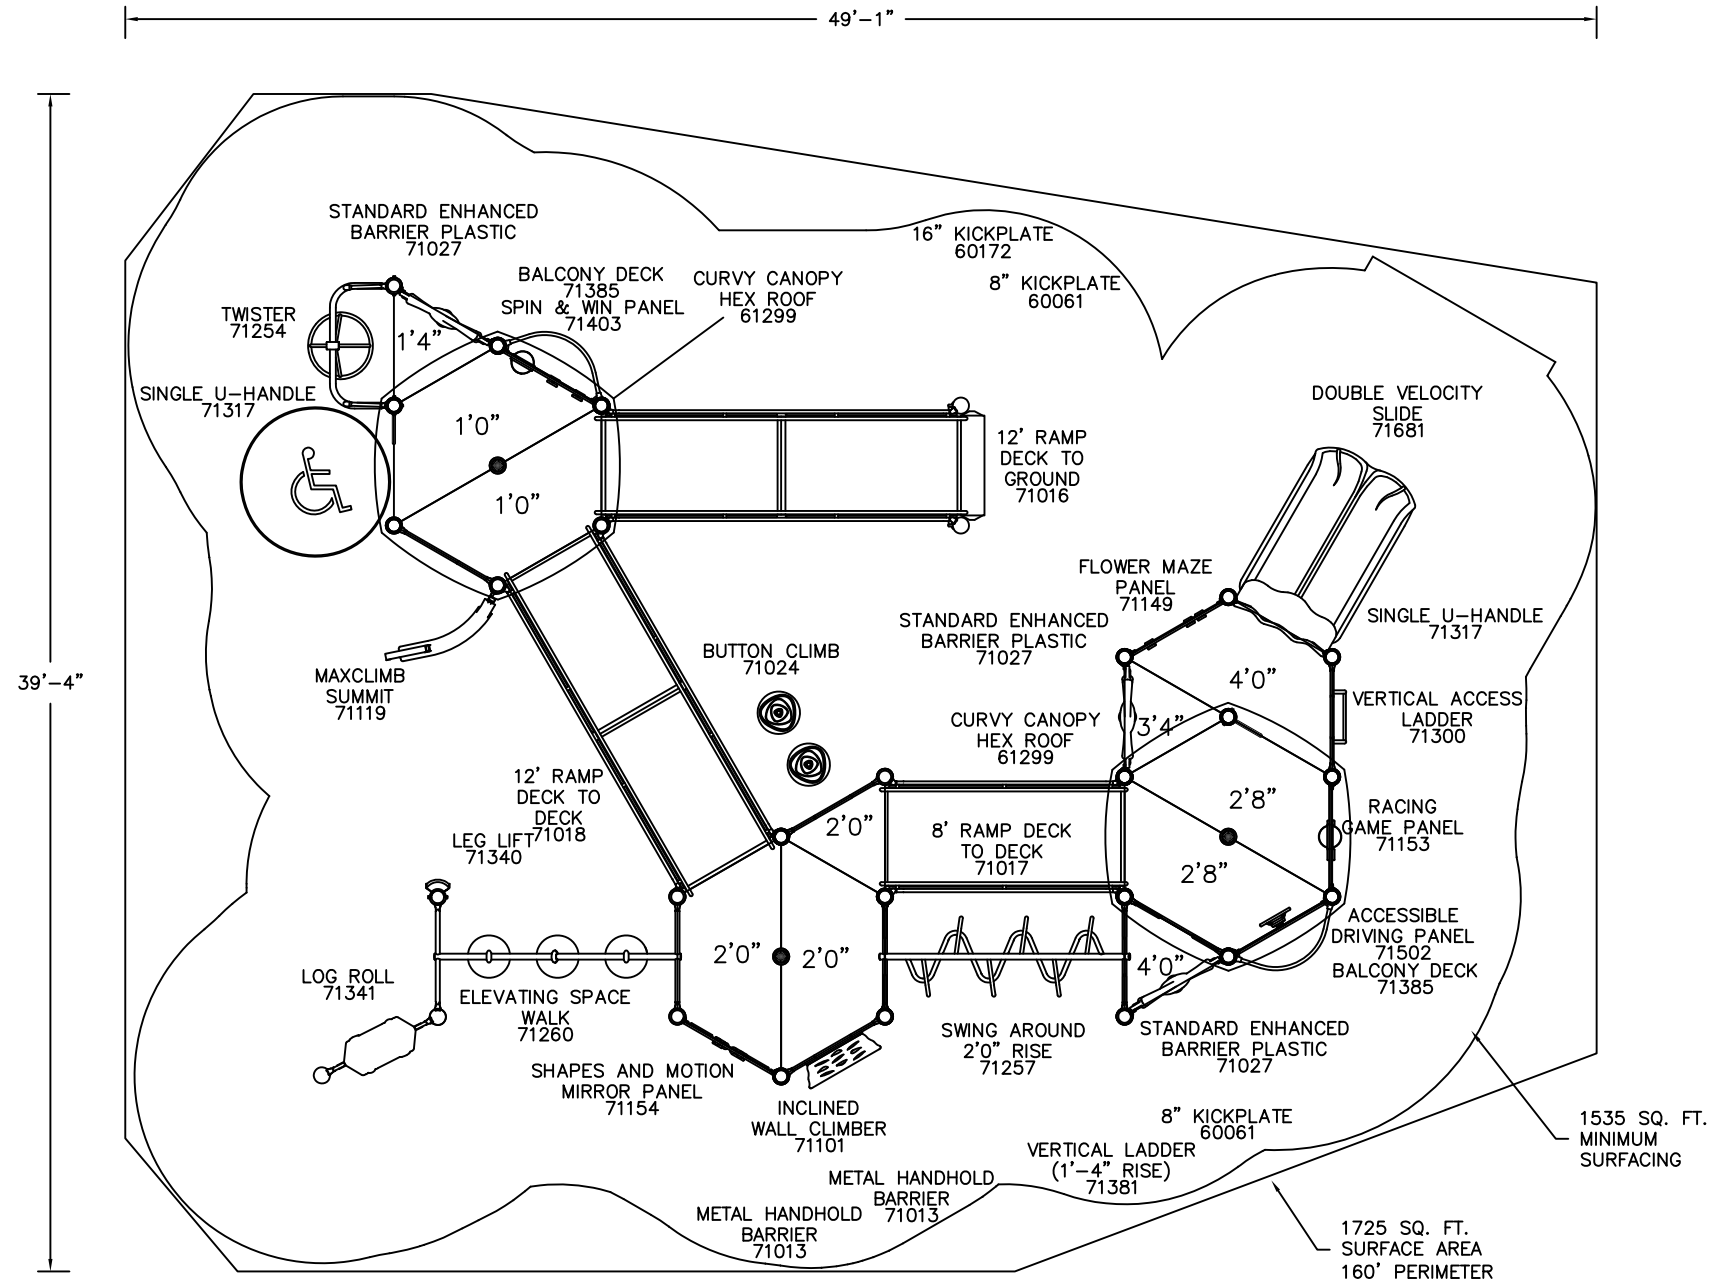 49'-1"
39'-4"
STANDARD ENHANCED
BARRIER PLASTIC
71027
BALCONY DECK
71385
SPIN & WIN PANEL
71403
CURVY CANOPY
HEX ROOF
61299
16" KICKPLATE
60172
8" KICKPLATE
60061
TWISTER
71254
1'4"
SINGLE U-HANDLE
71317
1'0"
1'0"
12' RAMP
DECK TO
GROUND
71016
DOUBLE VELOCITY
SLIDE
71681
MAXCLIMB
SUMMIT
71119
BUTTON CLIMB
71024
FLOWER MAZE
PANEL
71149
STANDARD ENHANCED
BARRIER PLASTIC
71027
SINGLE U-HANDLE
71317
4'0"
3'4"
VERTICAL ACCESS
LADDER
71300
CURVY CANOPY
HEX ROOF
61299
12' RAMP
DECK TO
DECK
71018
LEG LIFT
71340
2'0"
8' RAMP DECK
TO DECK
71017
2'8"
2'8"
RACING
GAME PANEL
71153
2'0"
2'0"
4'0"
ACCESSIBLE
DRIVING PANEL
71502
BALCONY DECK
71385
LOG ROLL
71341
ELEVATING SPACE
WALK
71260
SWING AROUND
2'0" RISE
71257
STANDARD ENHANCED
BARRIER PLASTIC
71027
SHAPES AND MOTION
MIRROR PANEL
71154
INCLINED
WALL CLIMBER
71101
8" KICKPLATE
60061
VERTICAL LADDER
(1'-4" RISE)
71381
METAL HANDHOLD
BARRIER
71013
METAL HANDHOLD
BARRIER
71013
1535 SQ. FT.
MINIMUM
SURFACING
1725 SQ. FT.
SURFACE AREA
160' PERIMETER